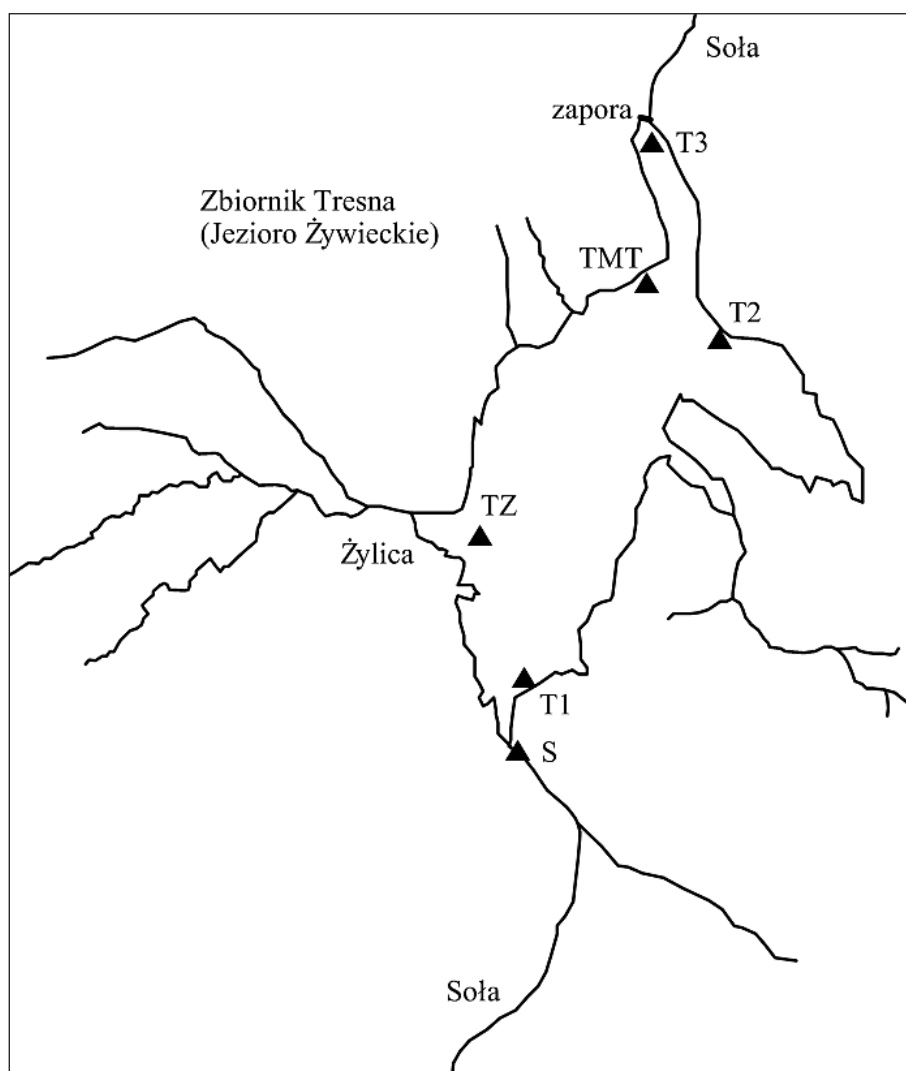 Soła
zapora
T3
Zbiornik Tresna
(Jezioro Żywieckie)
TMT
T2
TZ
Żylica
T1
S
Soła